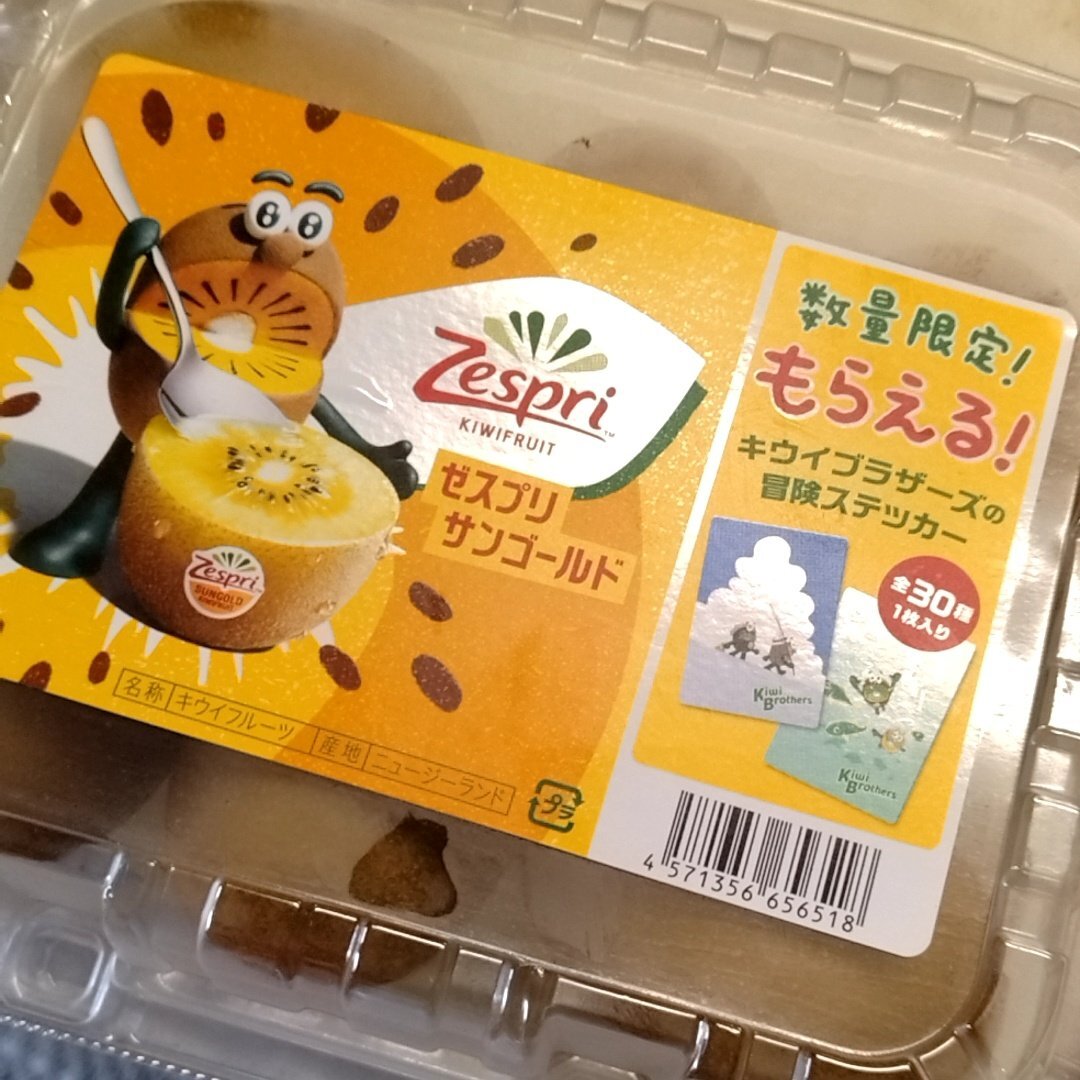 Zespri™
KIWIFRUIT
ゼスプリ
サンゴールド
Zespri
SUNGOLD
KIWIFRUIT
名称 キウイフルーツ 産地 ニュージーランド
プラ
数量限定!
もらえる!
キウイブラザーズの
冒険ステッカー
全30種
1枚入り
Kiwi
Brothers
Kiwi
Brothers
4 571356 656518